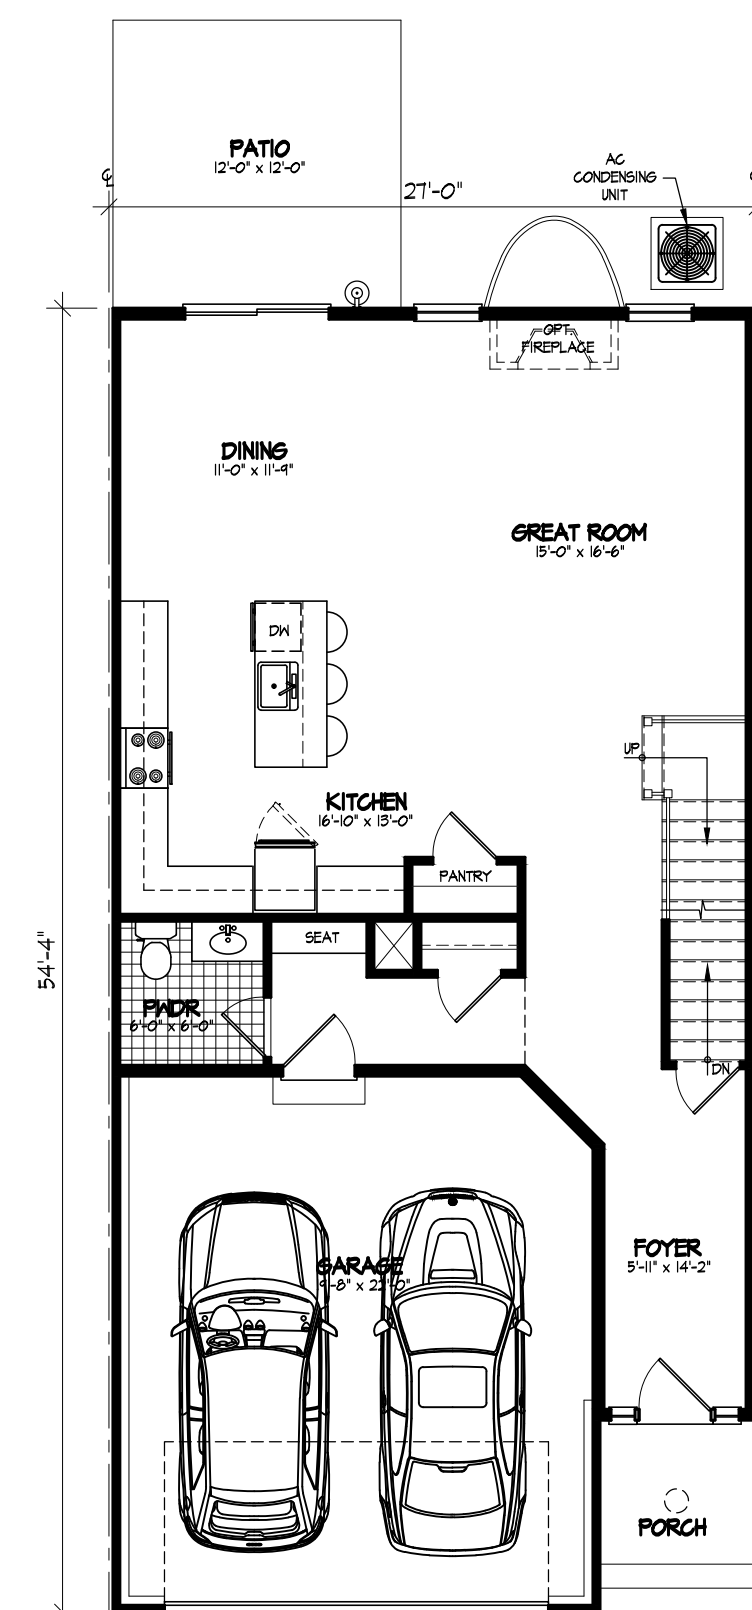 PATIO
12'-0" x 12'-0"
AC
CONDENSING
UNIT
27'-0"
OPT.
FIREPLACE
DINING
11'-0" x 11'-9"
GREAT ROOM
15'-0" x 16'-6"
DW
UP
KITCHEN
16'-10" x 13'-0"
PANTRY
SEAT
54'-4"
PWDR
6'-0" x 6'-0"
DN
FOYER
5'-11" x 14'-2"
GARAGE
PORCH